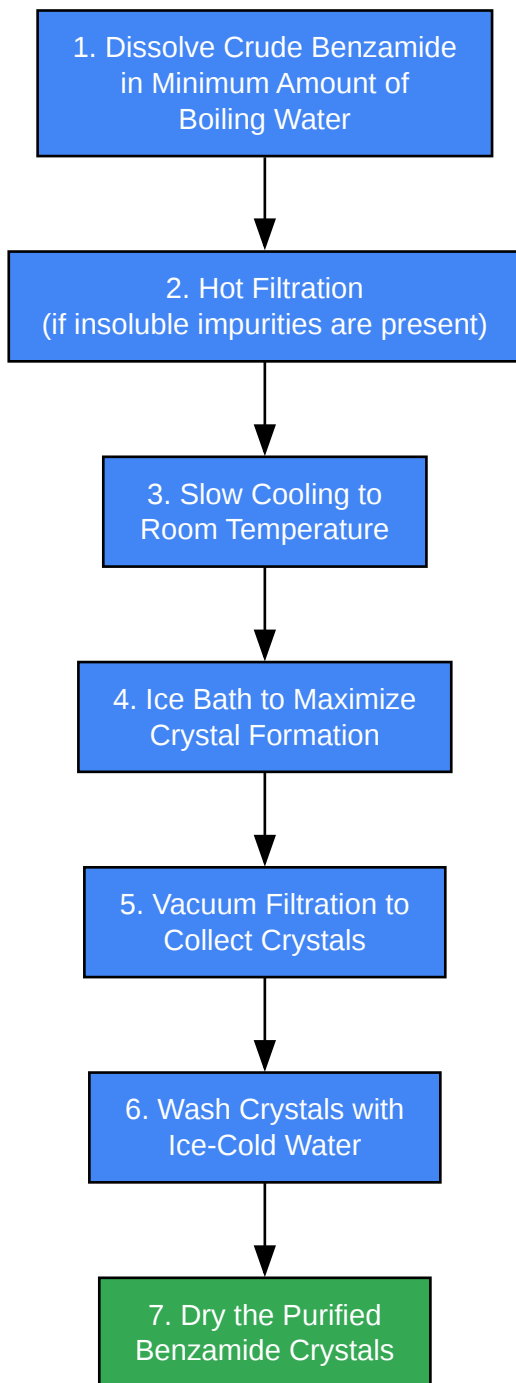 1. Dissolve Crude Benzamide
in Minimum Amount of
Boiling Water
2. Hot Filtration
(if insoluble impurities are present)
3. Slow Cooling to
Room Temperature
4. Ice Bath to Maximize
Crystal Formation
5. Vacuum Filtration to
Collect Crystals
6. Wash Crystals with
Ice-Cold Water
7. Dry the Purified
Benzamide Crystals